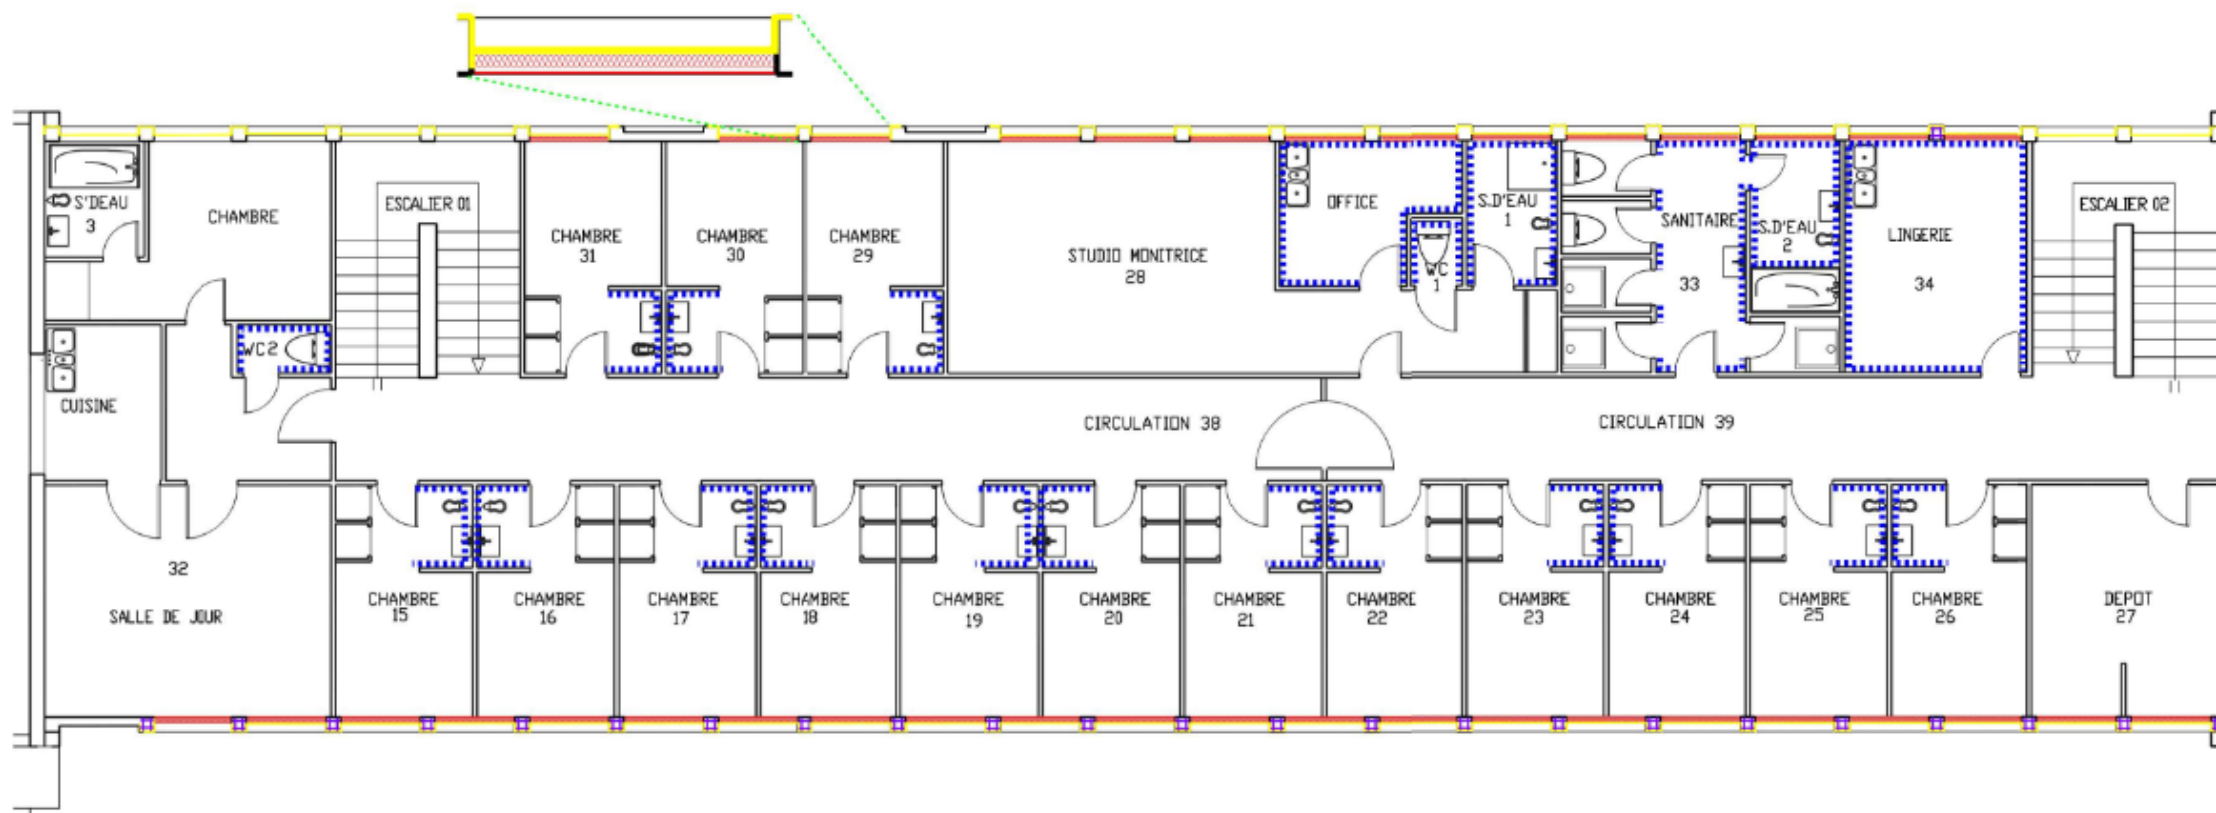 S'DEAU
3
CHAMBRE
ESCALIER 01
CHAMBRE
31
CHAMBRE
30
CHAMBRE
29
STUDIO MONITRICE
28
OFFICE
WC
1
S.D'EAU
1
SANITAIRE
33
S.D'EAU
2
LINGERIE
34
ESCALIER 02
WC2
CUISINE
CIRCULATION 38
CIRCULATION 39
32
SALLE DE JOUR
CHAMBRE
15
CHAMBRE
16
CHAMBRE
17
CHAMBRE
18
CHAMBRE
19
CHAMBRE
20
CHAMBRE
21
CHAMBRE
22
CHAMBRE
23
CHAMBRE
24
CHAMBRE
25
CHAMBRE
26
DEPOT
27